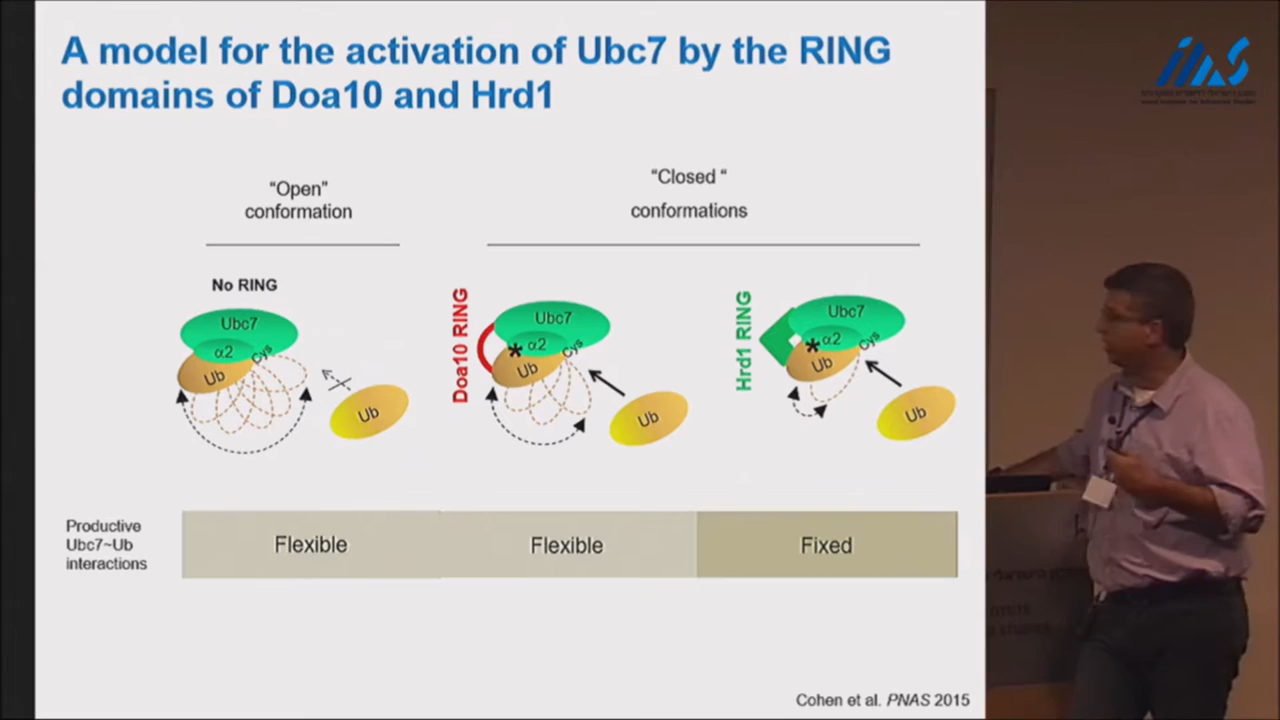 A model for the activation of Ubc7 by the RING
domains of Doa10 and Hrd1
"Open"
conformation
"Closed "
conformations
No RING
Ubc7
α2
Cys
Ub
Ub
Doa10 RING
Ubc7
*
α2
Cys
Ub
Ub
Hrd1 RING
Ubc7
*
α2
Cys
Ub
Ub
Productive
Ubc7~Ub
interactions
Flexible
Flexible
Fixed
Cohen et al. PNAS 2015
IIAS